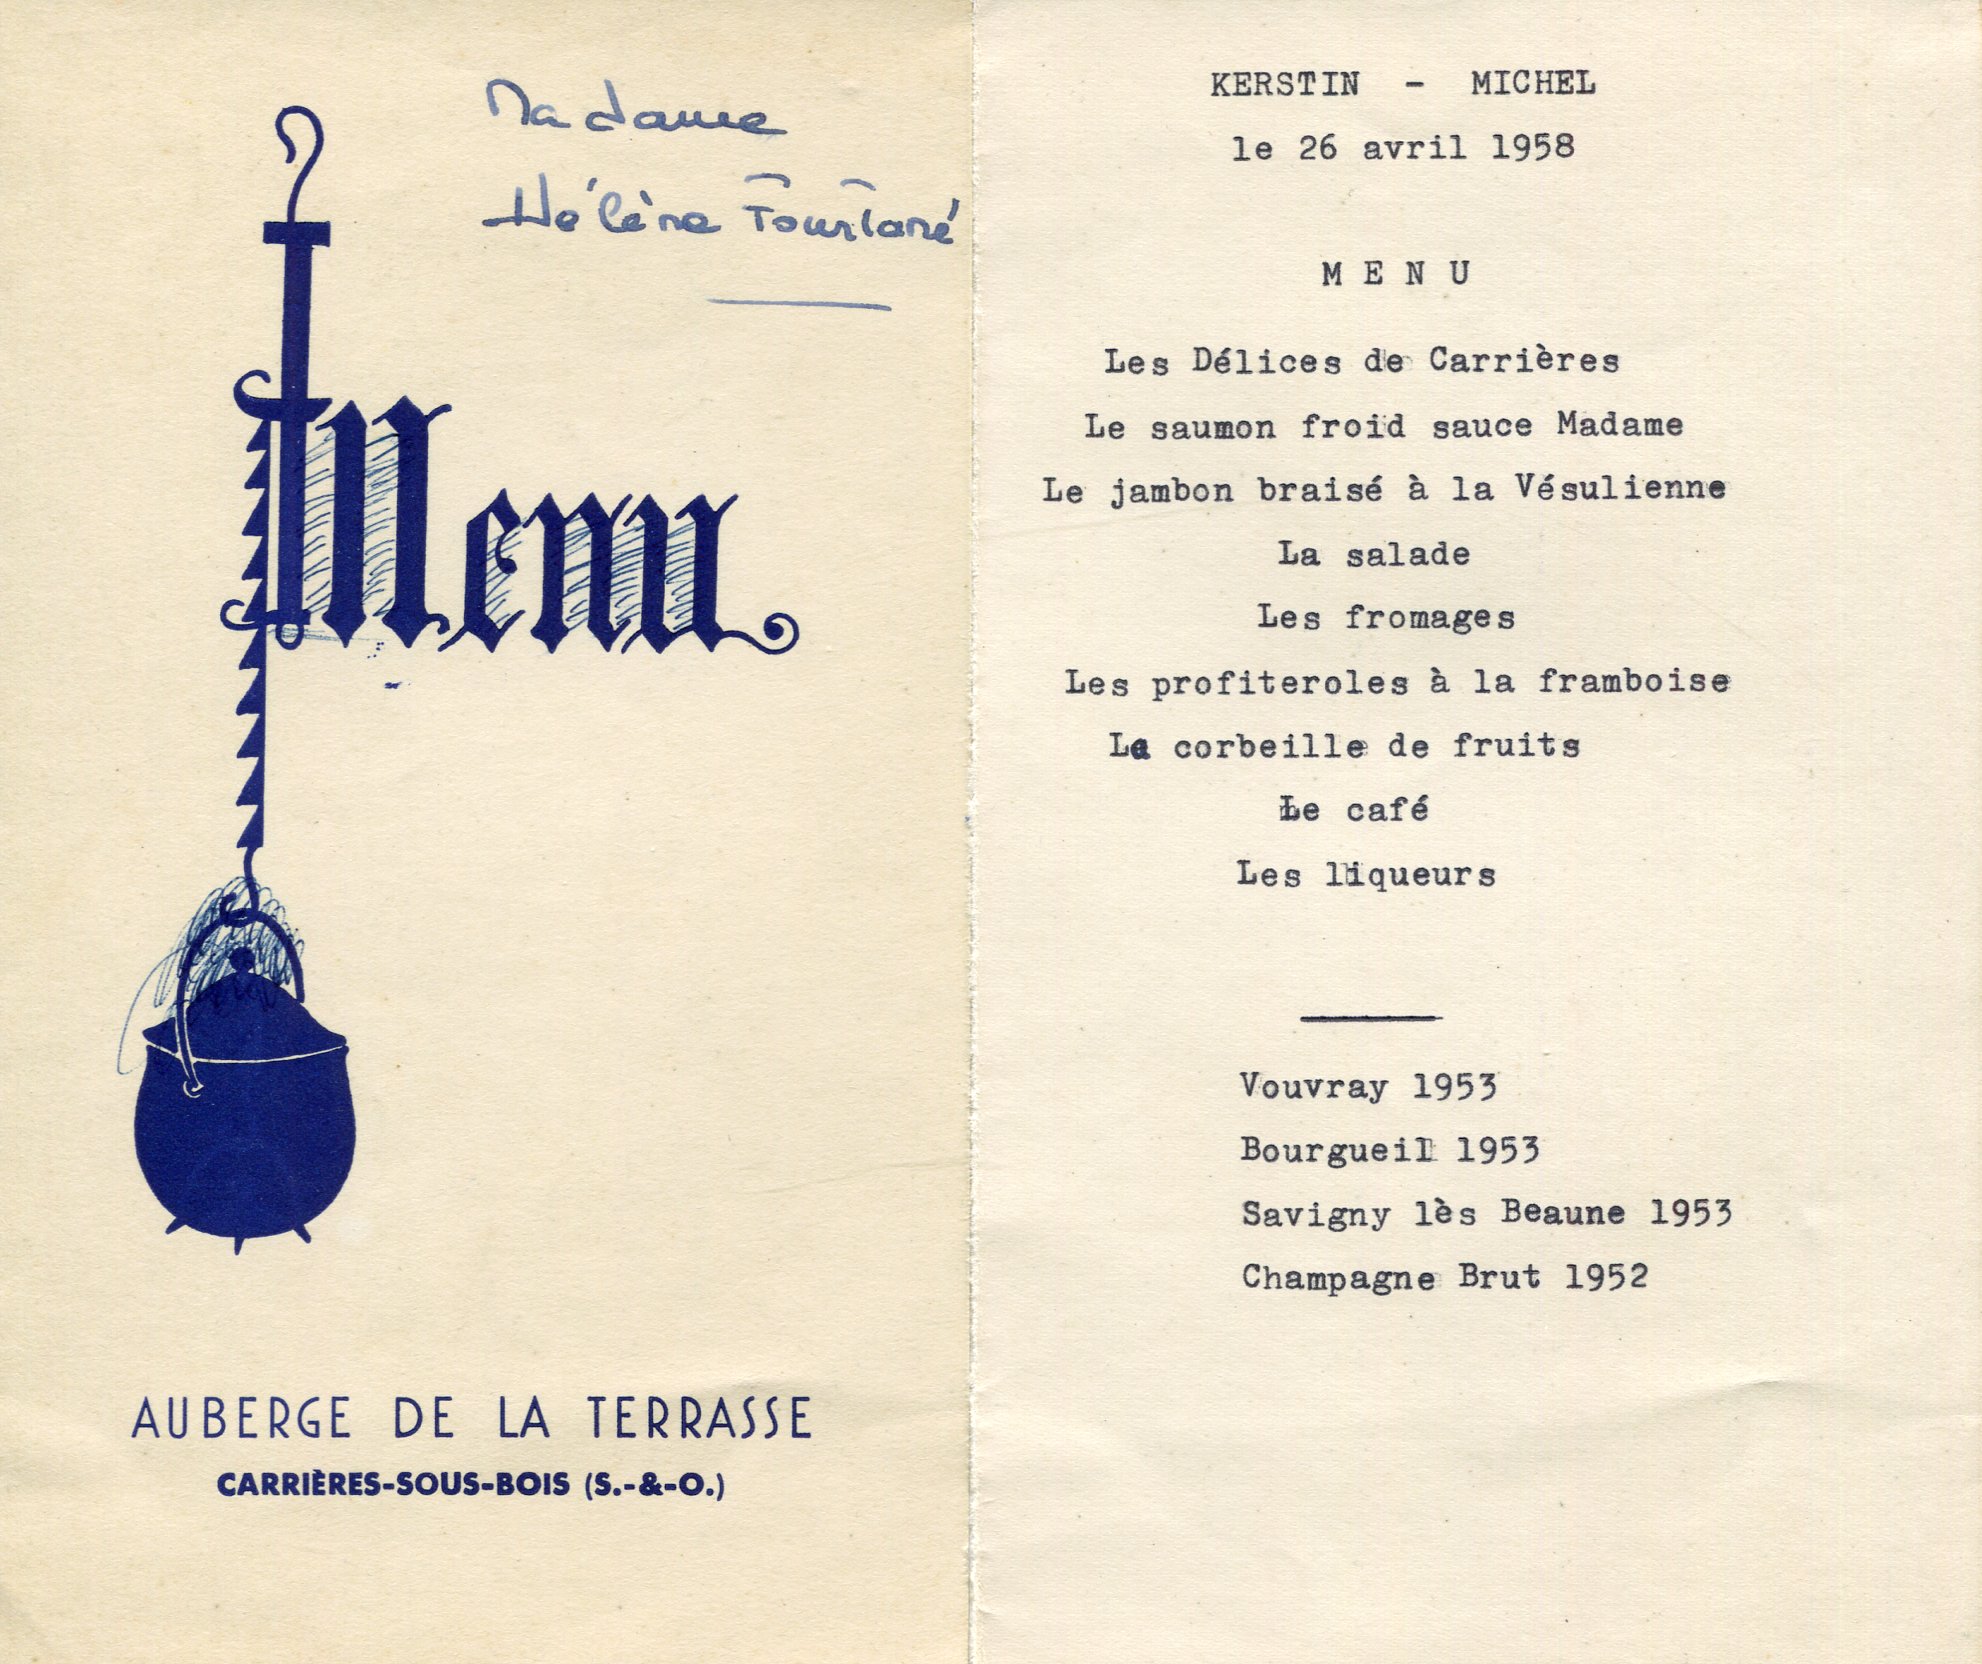 Madame
Hélène Fourtané
Menu
AUBERGE DE LA TERRASSE
CARRIÈRES-SOUS-BOIS (S.-&-O.)
KERSTIN - MICHEL
le 26 avril 1958
M E N U
Les Délices de Carrières
Le saumon froid sauce Madame
Le jambon braisé à la Vésulienne
La salade
Les fromages
Les profiteroles à la framboise
La corbeille de fruits
Le café
Les liqueurs
Vouvray 1953
Bourgueil 1953
Savigny lès Beaune 1953
Champagne Brut 1952